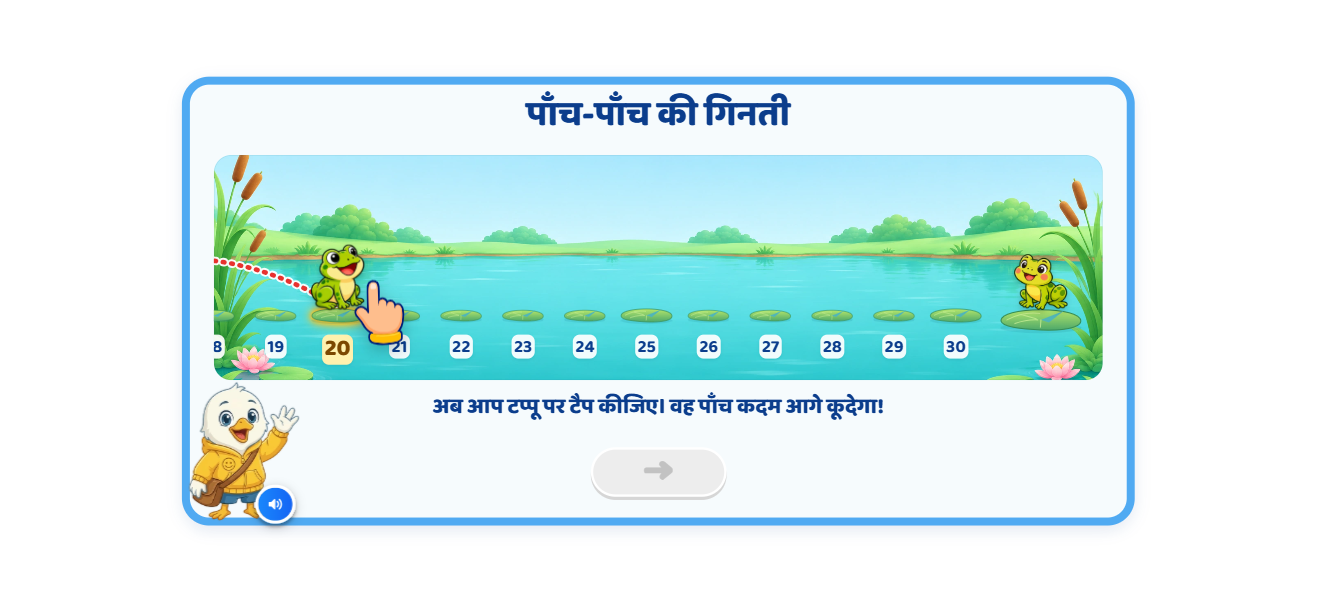 पाँच-पाँच की गिनती
8 19 20 21 22 23 24 25 26 27 28 29 30
अब आप टप्पू पर टैप कीजिए। वह पाँच कदम आगे कूदेगा!